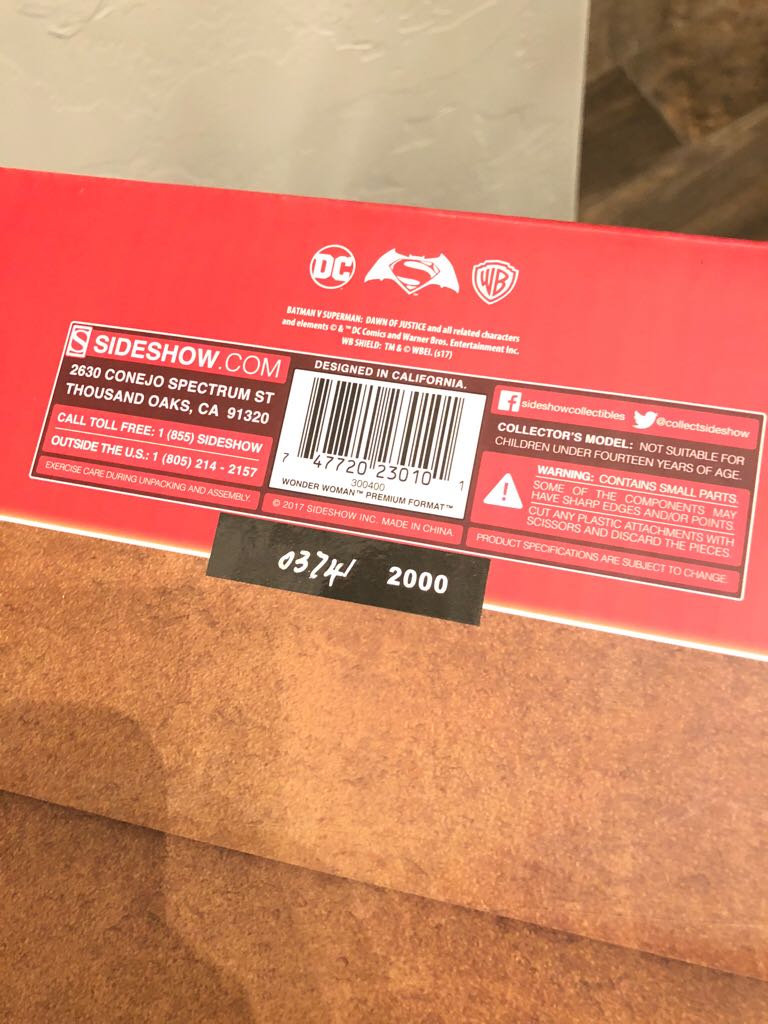 DC
WB
BATMAN V SUPERMAN: DAWN OF JUSTICE and all related characters
and elements © & ™ DC Comics and Warner Bros. Entertainment Inc.
WB SHIELD: TM & © WBEI. (s17)
S SIDESHOW.COM
2630 CONEJO SPECTRUM ST
THOUSAND OAKS, CA 91320
CALL TOLL FREE: 1 (855) SIDESHOW
OUTSIDE THE U.S.: 1 (805) 214 - 2157
EXERCISE CARE DURING UNPACKING AND ASSEMBLY.
DESIGNED IN CALIFORNIA.
7 47720 23010 1
300400
WONDER WOMAN™ PREMIUM FORMAT™
© 2017 SIDESHOW INC. MADE IN CHINA.
f sideshowcollectibles @collectsideshow
COLLECTOR'S MODEL: NOT SUITABLE FOR
CHILDREN UNDER FOURTEEN YEARS OF AGE.
WARNING: CONTAINS SMALL PARTS.
SOME OF THE COMPONENTS MAY
HAVE SHARP EDGES AND/OR POINTS.
CUT ANY PLASTIC ATTACHMENTS WITH
SCISSORS AND DISCARD THE PIECES.
PRODUCT SPECIFICATIONS ARE SUBJECT TO CHANGE.
0374/ 2000